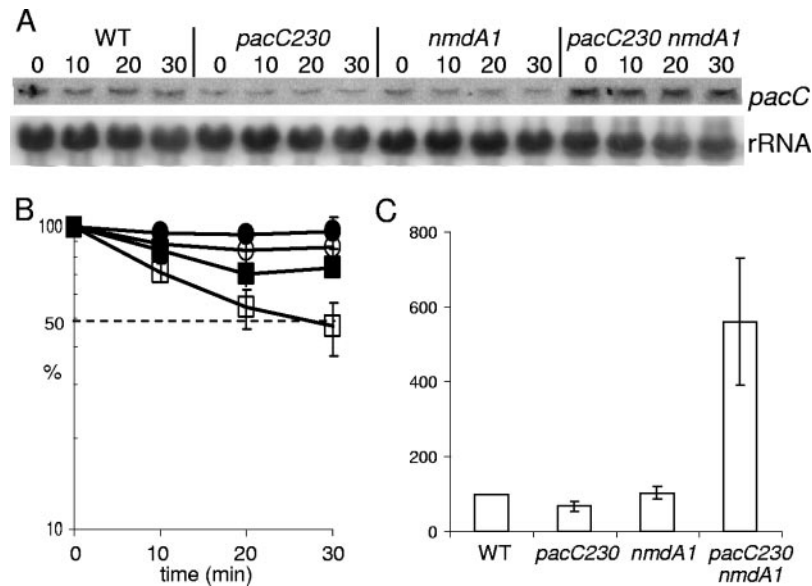 A
WT pacC230 nmdA1 pacC230 nmdA1
0 10 20 30 0 10 20 30 0 10 20 30 0 10 20 30
pacC
rRNA
B
100
50
%
10
0 10 20 30
time (min)
C
800
600
400
200
0
WT pacC230 nmdA1 pacC230
nmdA1